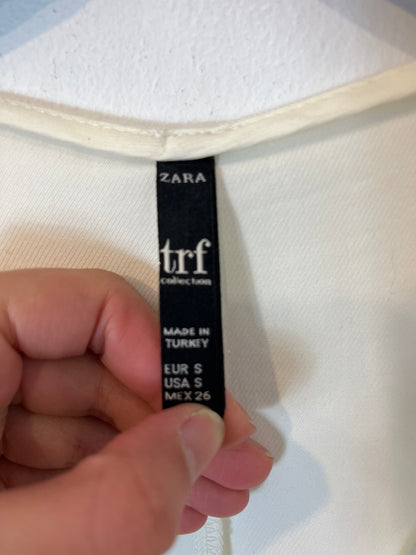 ZARA
trf
collection
MADE IN
TURKEY
EUR S
USA S
MEX 26